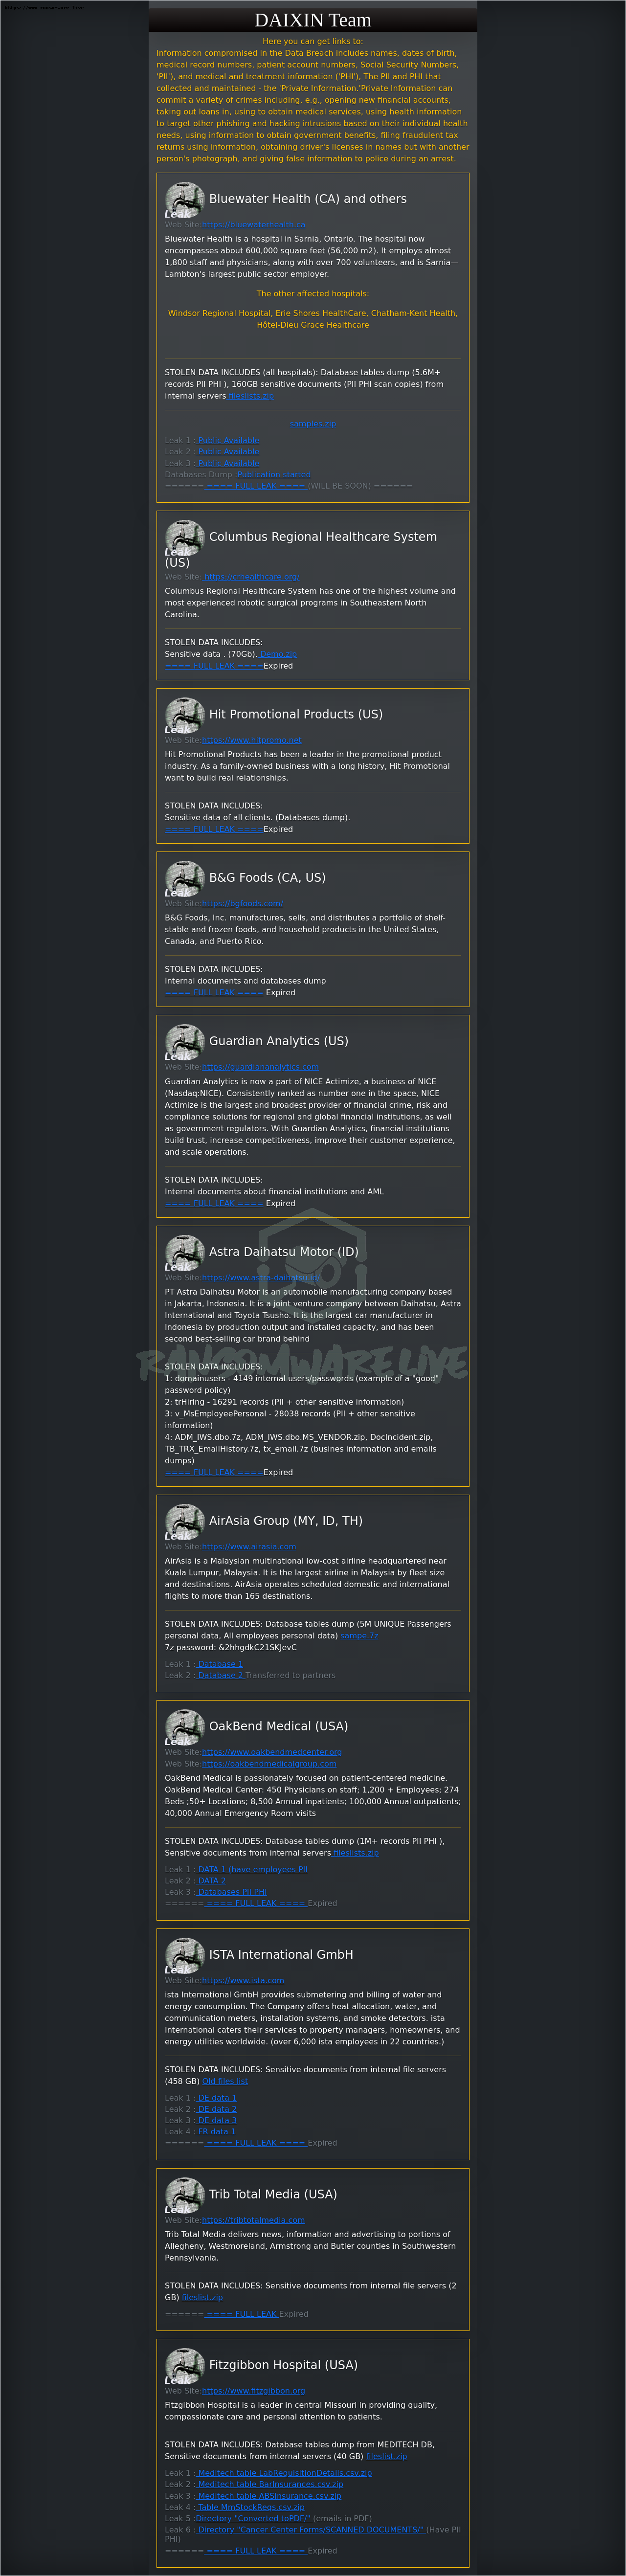 https://www.ransomware.live
DAIXIN Team
Here you can get links to:
Information compromised in the Data Breach includes names, dates of birth,
medical record numbers, patient account numbers, Social Security Numbers,
'PII'), and medical and treatment information ('PHI'), The PII and PHI that
collected and maintained - the 'Private Information.'Private Information can
commit a variety of crimes including, e.g., opening new financial accounts,
taking out loans in, using to obtain medical services, using health information
to target other phishing and hacking intrusions based on their individual health
needs, using information to obtain government benefits, filing fraudulent tax
returns using information, obtaining driver's licenses in names but with another
person's photograph, and giving false information to police during an arrest.
Leak
Bluewater Health (CA) and others
Web Site:https://bluewaterhealth.ca
Bluewater Health is a hospital in Sarnia, Ontario. The hospital now
encompasses about 600,000 square feet (56,000 m2). It employs almost
1,800 staff and physicians, along with over 700 volunteers, and is Sarnia—
Lambton's largest public sector employer.
The other affected hospitals:
Windsor Regional Hospital, Erie Shores HealthCare, Chatham-Kent Health,
Hôtel-Dieu Grace Healthcare
STOLEN DATA INCLUDES (all hospitals): Database tables dump (5.6M+
records PII PHI ), 160GB sensitive documents (PII PHI scan copies) from
internal servers fileslists.zip
samples.zip
Leak 1 : Public Available
Leak 2 : Public Available
Leak 3 : Public Available
Databases Dump :Publication started
====== ==== FULL LEAK ==== (WILL BE SOON) ======
Leak
Columbus Regional Healthcare System
(US)
Web Site: https://crhealthcare.org/
Columbus Regional Healthcare System has one of the highest volume and
most experienced robotic surgical programs in Southeastern North
Carolina.
STOLEN DATA INCLUDES:
Sensitive data . (70Gb). Demo.zip
==== FULL LEAK ====Expired
Leak
Hit Promotional Products (US)
Web Site:https://www.hitpromo.net
Hit Promotional Products has been a leader in the promotional product
industry. As a family-owned business with a long history, Hit Promotional
want to build real relationships.
STOLEN DATA INCLUDES:
Sensitive data of all clients. (Databases dump).
==== FULL LEAK ====Expired
Leak
B&G Foods (CA, US)
Web Site:https://bgfoods.com/
B&G Foods, Inc. manufactures, sells, and distributes a portfolio of shelf-
stable and frozen foods, and household products in the United States,
Canada, and Puerto Rico.
STOLEN DATA INCLUDES:
Internal documents and databases dump
==== FULL LEAK ==== Expired
Leak
Guardian Analytics (US)
Web Site:https://guardiananalytics.com
Guardian Analytics is now a part of NICE Actimize, a business of NICE
(Nasdaq:NICE). Consistently ranked as number one in the space, NICE
Actimize is the largest and broadest provider of financial crime, risk and
compliance solutions for regional and global financial institutions, as well
as government regulators. With Guardian Analytics, financial institutions
build trust, increase competitiveness, improve their customer experience,
and scale operations.
STOLEN DATA INCLUDES:
Internal documents about financial institutions and AML
==== FULL LEAK ==== Expired
Leak
Astra Daihatsu Motor (ID)
Web Site:https://www.astra-daihatsu.id/
PT Astra Daihatsu Motor is an automobile manufacturing company based
in Jakarta, Indonesia. It is a joint venture company between Daihatsu, Astra
International and Toyota Tsusho. It is the largest car manufacturer in
Indonesia by production output and installed capacity, and has been
second best-selling car brand behind
RANSOMWARE LIVE
STOLEN DATA INCLUDES:
1: domainusers - 4149 internal users/passwords (example of a "good"
password policy)
2: trHiring - 16291 records (PII + other sensitive information)
3: v_MsEmployeePersonal - 28038 records (PII + other sensitive
information)
4: ADM_IWS.dbo.7z, ADM_IWS.dbo.MS_VENDOR.zip, DocIncident.zip,
TB_TRX_EmailHistory.7z, tx_email.7z (busines information and emails
dumps)
==== FULL LEAK ====Expired
Leak
AirAsia Group (MY, ID, TH)
Web Site:https://www.airasia.com
AirAsia is a Malaysian multinational low-cost airline headquartered near
Kuala Lumpur, Malaysia. It is the largest airline in Malaysia by fleet size
and destinations. AirAsia operates scheduled domestic and international
flights to more than 165 destinations.
STOLEN DATA INCLUDES: Database tables dump (5M UNIQUE Passengers
personal data, All employees personal data) sampe.7z
7z password: &2hhgdkC21SKJevC
Leak 1 : Database 1
Leak 2 : Database 2 Transferred to partners
Leak
OakBend Medical (USA)
Web Site:https://www.oakbendmedcenter.org
Web Site:https://oakbendmedicalgroup.com
OakBend Medical is passionately focused on patient-centered medicine.
OakBend Medical Center: 450 Physicians on staff; 1,200 + Employees; 274
Beds ;50+ Locations; 8,500 Annual inpatients; 100,000 Annual outpatients;
40,000 Annual Emergency Room visits
STOLEN DATA INCLUDES: Database tables dump (1M+ records PII PHI ),
Sensitive documents from internal servers fileslists.zip
Leak 1 : DATA 1 (have employees PII
Leak 2 : DATA 2
Leak 3 : Databases PII PHI
====== ==== FULL LEAK ==== Expired
Leak
ISTA International GmbH
Web Site:https://www.ista.com
ista International GmbH provides submetering and billing of water and
energy consumption. The Company offers heat allocation, water, and
communication meters, installation systems, and smoke detectors. ista
International caters their services to property managers, homeowners, and
energy utilities worldwide. (over 6,000 ista employees in 22 countries.)
STOLEN DATA INCLUDES: Sensitive documents from internal file servers
(458 GB) Old files list
Leak 1 : DE data 1
Leak 2 : DE data 2
Leak 3 : DE data 3
Leak 4 : FR data 1
====== ==== FULL LEAK ==== Expired
Leak
Trib Total Media (USA)
Web Site:https://tribtotalmedia.com
Trib Total Media delivers news, information and advertising to portions of
Allegheny, Westmoreland, Armstrong and Butler counties in Southwestern
Pennsylvania.
STOLEN DATA INCLUDES: Sensitive documents from internal file servers (2
GB) fileslist.zip
====== ==== FULL LEAK Expired
Leak
Fitzgibbon Hospital (USA)
Web Site:https://www.fitzgibbon.org
Fitzgibbon Hospital is a leader in central Missouri in providing quality,
compassionate care and personal attention to patients.
STOLEN DATA INCLUDES: Database tables dump from MEDITECH DB,
Sensitive documents from internal servers (40 GB) fileslist.zip
Leak 1 : Meditech table LabRequisitionDetails.csv.zip
Leak 2 : Meditech table BarInsurances.csv.zip
Leak 3 : Meditech table ABSInsurance.csv.zip
Leak 4 : Table MmStockReqs.csv.zip
Leak 5 :Directory "Converted toPDF/" (emails in PDF)
Leak 6 : Directory "Cancer Center Forms/SCANNED DOCUMENTS/" (Have PII
PHI)
====== ==== FULL LEAK ==== Expired